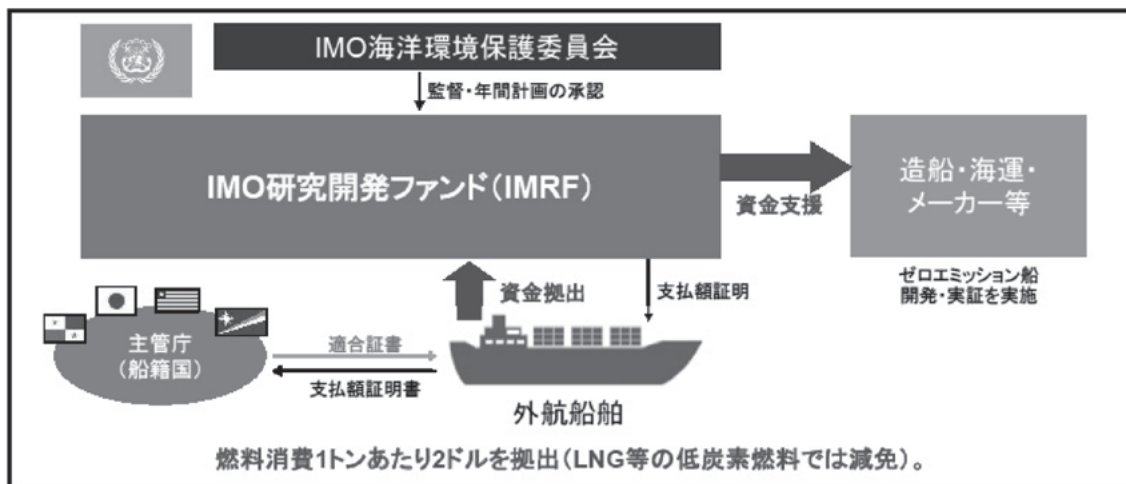 IMO海洋環境保護委員会
監督・年間計画の承認
IMO研究開発ファンド(IMRF)
資金支援
造船・海運・
メーカー等
ゼロエミッション船
開発・実証を実施
資金拠出
支払額証明
主管庁
(船籍国)
適合証書
支払額証明書
外航船舶
燃料消費1トンあたり2ドルを拠出(LNG等の低炭素燃料では減免)。